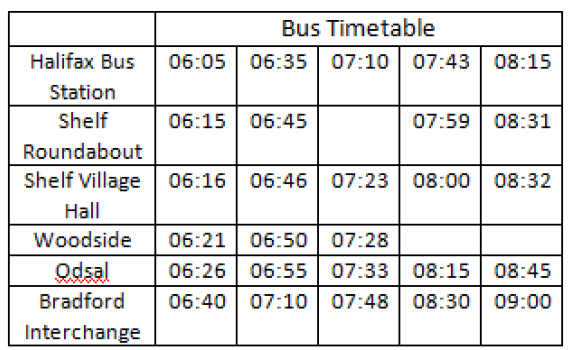 Bus Timetable
Halifax Bus Station 06:05 06:35 07:10 07:43 08:15
Shelf Roundabout 06:15 06:45 07:59 08:31
Shelf Village Hall 06:16 06:46 07:23 08:00 08:32
Woodside 06:21 06:50 07:28
Odsal 06:26 06:55 07:33 08:15 08:45
Bradford Interchange 06:40 07:10 07:48 08:30 09:00